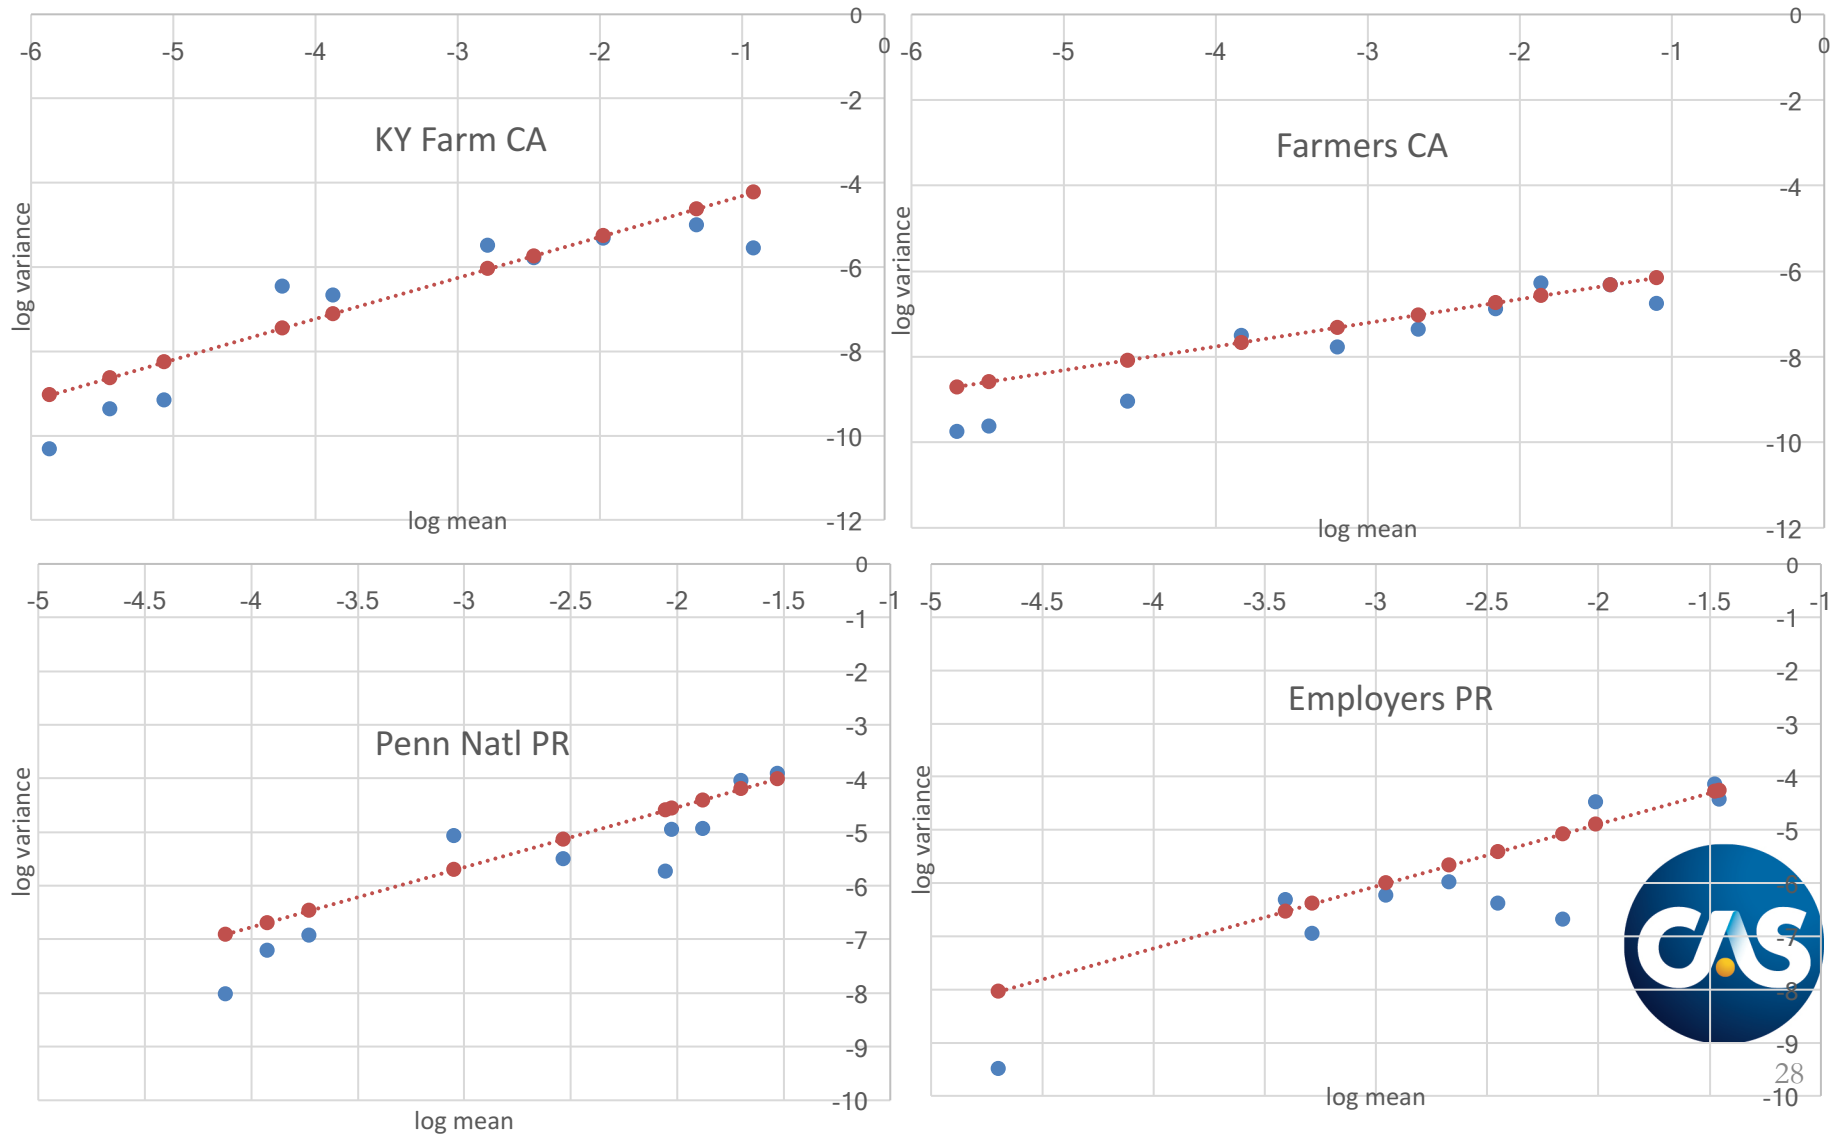 0
-6 -5 -4 -3 -2 -1 0
-2
KY Farm CA
-4
log variance
-6
-8
-10
log mean
-12
0
-6 -5 -4 -3 -2 -1 0
-2
Farmers CA
-4
log variance
-6
-8
-10
log mean
-12
0
-5 -4.5 -4 -3.5 -3 -2.5 -2 -1.5 -1
-1
-2
-3
Penn Natl PR
-4
log variance
-5
-6
-7
-8
-9
-10
log mean
0
-5 -4.5 -4 -3.5 -3 -2.5 -2 -1.5 -1
-1
-2
Employers PR
-3
-4
log variance
-5
-6
-7
CAS
-8
-9
28
-10
log mean